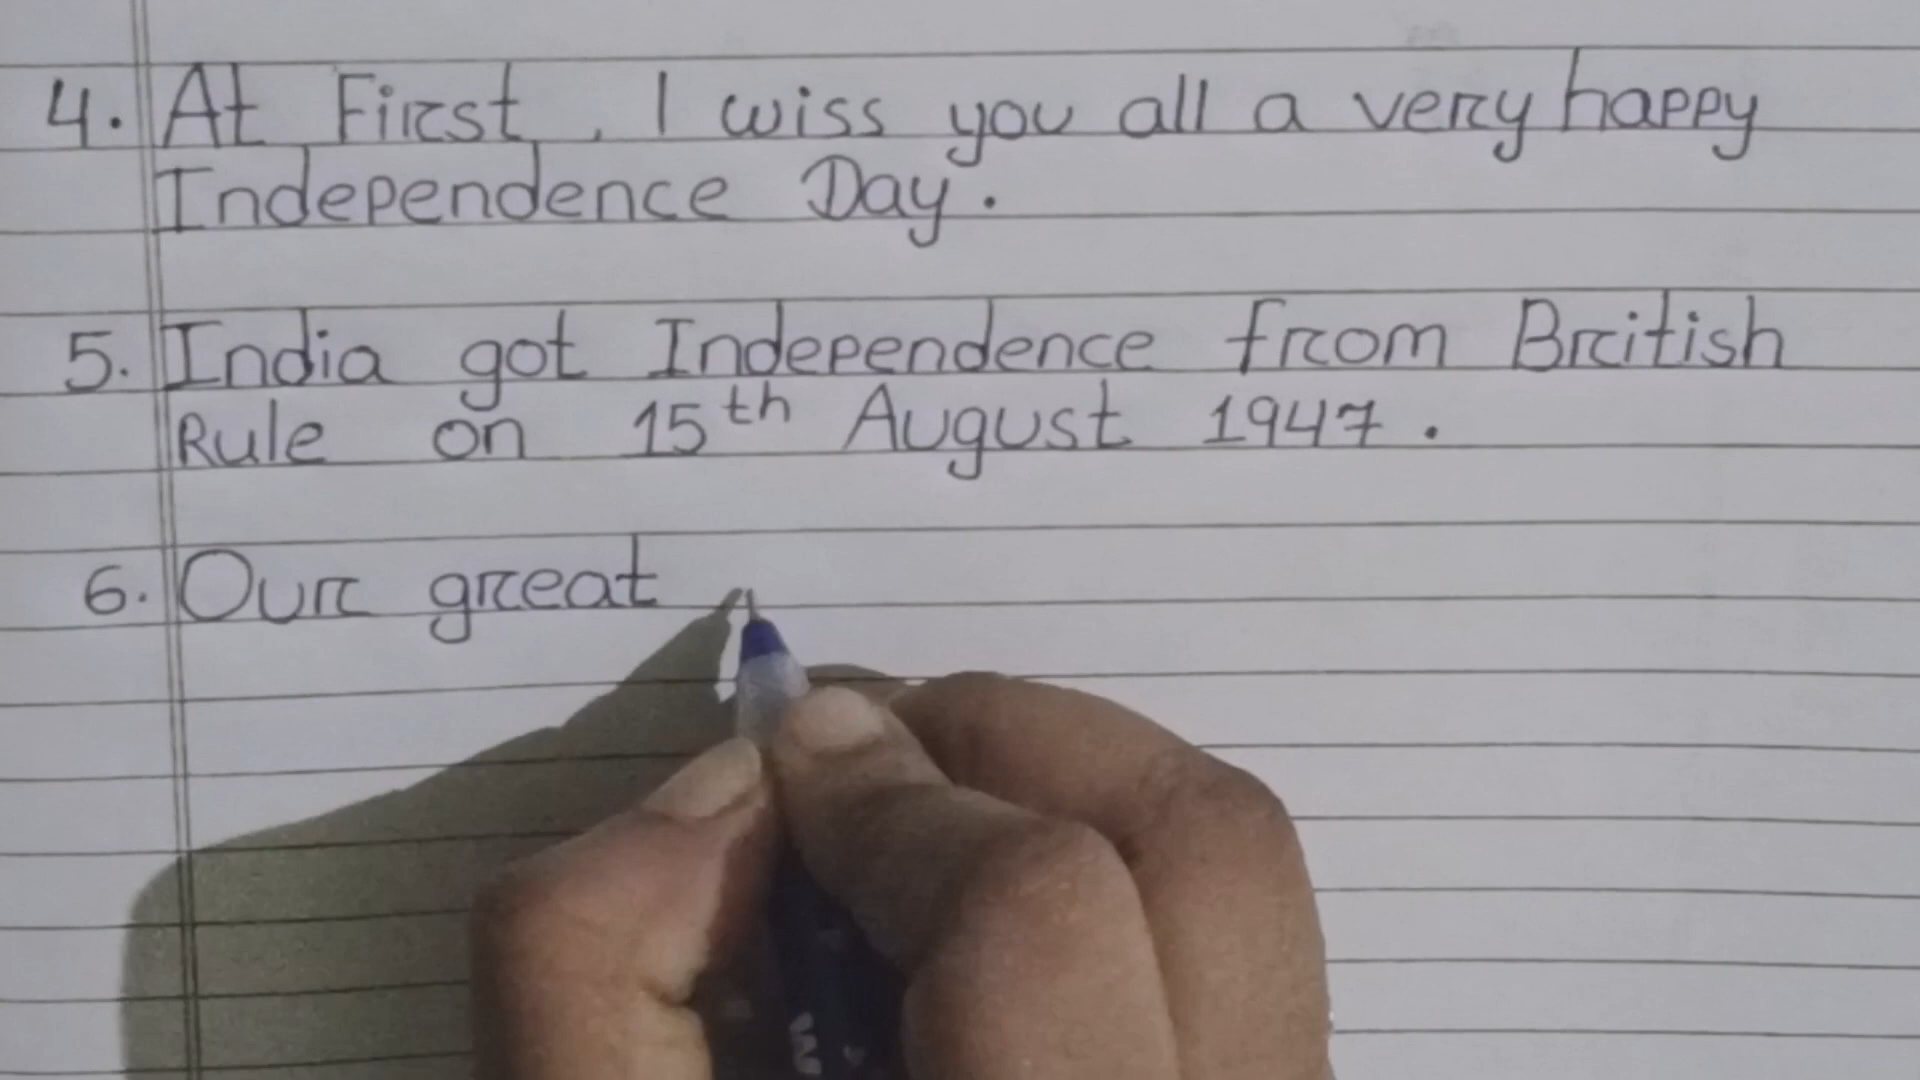 4. At First, I wiss you all a very happy
Independence Day.
5. India got Independence from British
Rule on 15th August 1947.
6. Our great